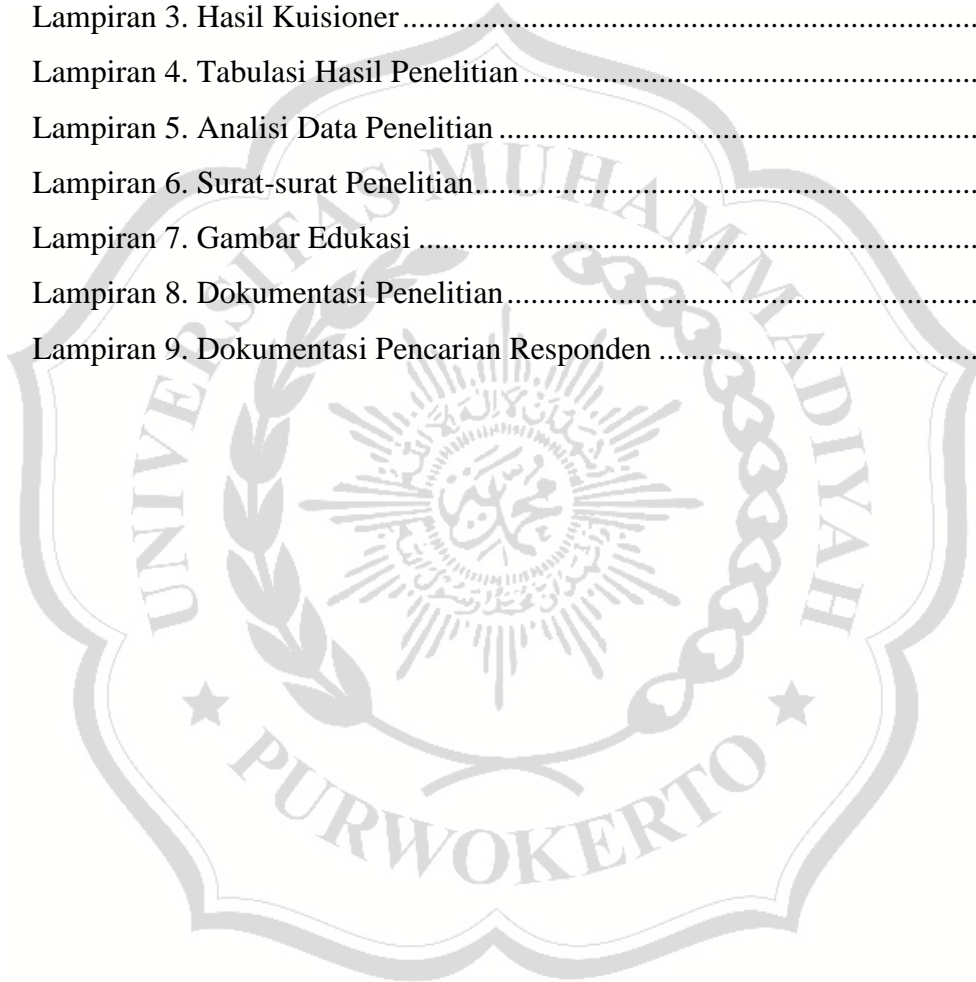 Lampiran 3. Hasil Kuisioner............................................................
Lampiran 4. Tabulasi Hasil Penelitian............................................................
Lampiran 5. Analisi Data Penelitian............................................................
Lampiran 6. Surat-surat Penelitian............................................................
Lampiran 7. Gambar Edukasi............................................................
Lampiran 8. Dokumentasi Penelitian............................................................
Lampiran 9. Dokumentasi Pencarian Responden............................................................
UNIVERSITAS MUHAMMADIYAH
PURWOKERTO